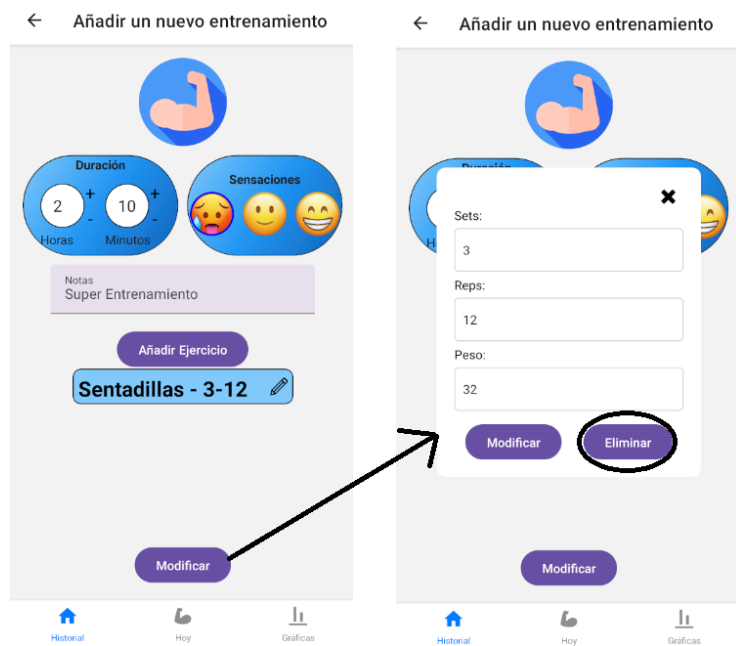 Añadir un nuevo entrenamiento
Duración
2
+
-
10
+
-
Horas
Minutos
Sensaciones
Notas
Super Entrenamiento
Añadir Ejercicio
Sentadillas - 3-12
Modificar
Historial
Hoy
Gráficas
Añadir un nuevo entrenamiento
Sets:
3
Reps:
12
Peso:
32
Modificar
Eliminar
Modificar
Historial
Hoy
Gráficas